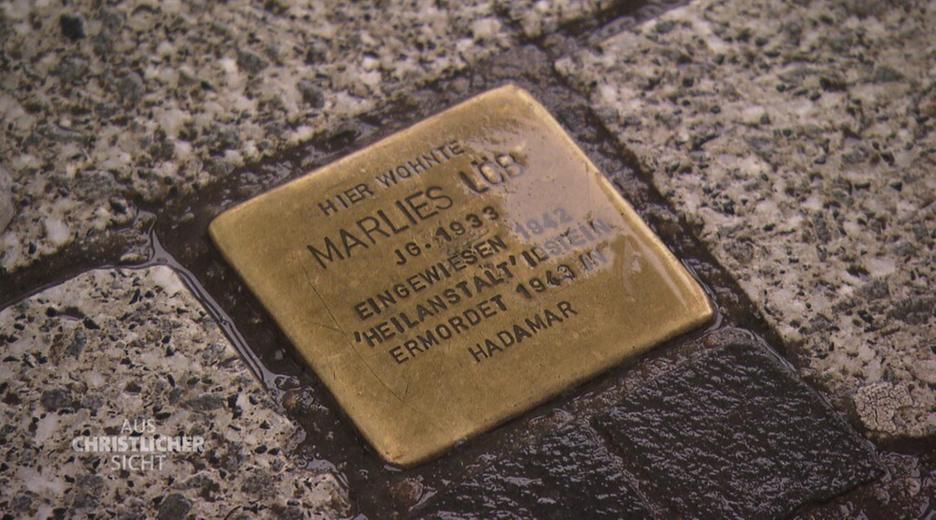 HIER WOHNTE
MARLIES LÖB
JG. 1933
EINGEWIESEN 1942
'HEILANSTALT' IDSTEIN
ERMORDET 1943 IN
HADAMAR
AUS
CHRISTLICHER
SICHT